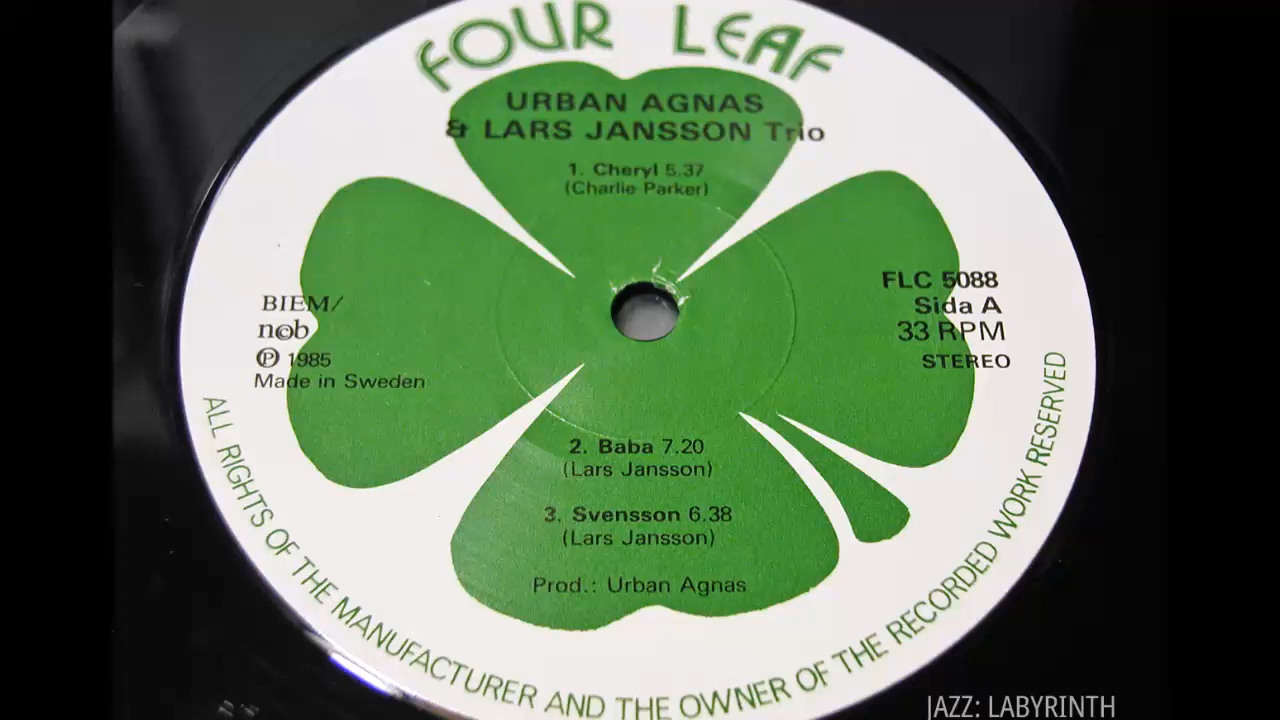 FOUR LEAF
URBAN AGNAS
& LARS JANSSON Trio
1. Cheryl 5.37
(Charlie Parker)
BIEM/
n©b
℗ 1985
Made in Sweden
FLC 5088
Sida A
33 RPM
STEREO
2. Baba 7.20
(Lars Jansson)
3. Svensson 6.38
(Lars Jansson)
Prod.: Urban Agnas
ALL RIGHTS OF THE MANUFACTURER AND THE OWNER OF THE RECORDED WORK RESERVED
JAZZ: LABYRINTH